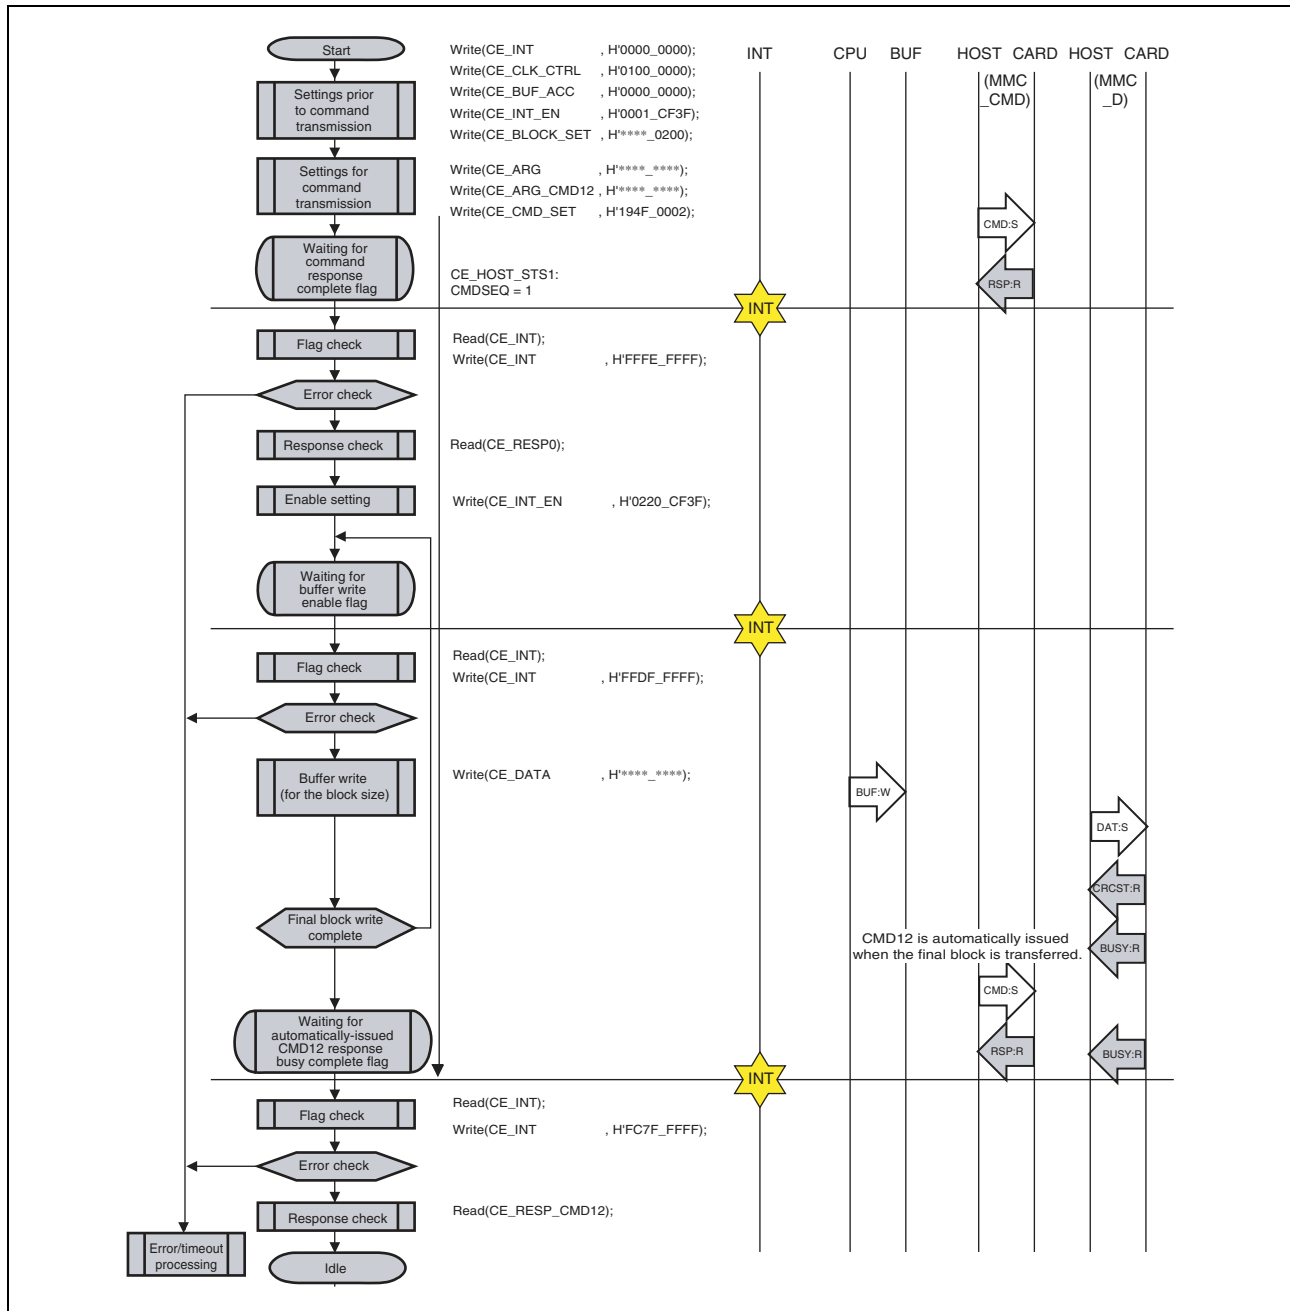 Start
Write(CE_INT , H'0000_0000);
INT CPU BUF HOST CARD HOST CARD
(MMC _CMD) (MMC _D)
Write(CE_CLK_CTRL , H'0100_0000);
Settings prior
to command
transmission
Write(CE_BUF_ACC , H'0000_0000);
Write(CE_INT_EN , H'0001_CF3F);
Write(CE_BLOCK_SET , H'****_0200);
Settings for
command
transmission
Write(CE_ARG , H'****_****);
Write(CE_ARG_CMD12 , H'****_****);
Write(CE_CMD_SET , H'194F_0002);
CMD:S
Waiting for
command
response
complete flag
CE_HOST_STS1:
CMDSEQ = 1
RSP:R
INT
Flag check
Read(CE_INT);
Write(CE_INT , H'FFFE_FFFF);
Error check
Response check
Read(CE_RESP0);
Enable setting
Write(CE_INT_EN , H'0220_CF3F);
Waiting for
buffer write
enable flag
INT
Flag check
Read(CE_INT);
Write(CE_INT , H'FFDF_FFFF);
Error check
Buffer write
(for the block size)
Write(CE_DATA , H'****_****);
BUF:W
DAT:S
CRCST:R
Final block write
complete
CMD12 is automatically issued
when the final block is transferred.
BUSY:R
CMD:S
Waiting for
automatically-issued
CMD12 response
busy complete flag
RSP:R
BUSY:R
INT
Flag check
Read(CE_INT);
Write(CE_INT , H'FC7F_FFFF);
Error check
Response check
Read(CE_RESP_CMD12);
Error/timeout
processing
Idle